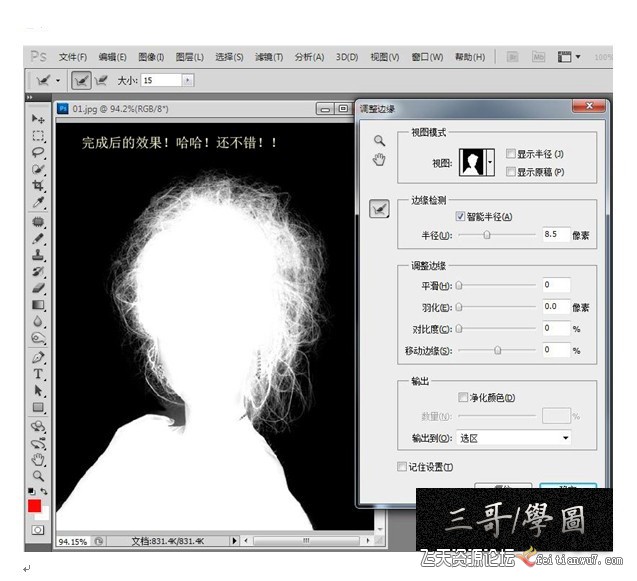 Ps 文件(F) 编辑(E) 图像(I) 图层(L) 选择(S) 滤镜(T) 分析(A) 3D(D) 视图(V) 窗口(W) 帮助(H) Br Mb 100%
大小: 15
01.jpg @ 94.2%(RGB/8*)
完成后的效果！哈哈！还不错！！
94.15% 文档:831.4K/831.4K
调整边缘
视图模式
视图: 显示半径 (J)
显示原稿 (P)
边缘检测
智能半径(A)
半径(U): 8.5 像素
调整边缘
平滑(H): 0
羽化(E): 0.0 像素
对比度(C): 0 %
移动边缘(S): 0 %
输出
净化颜色(D)
数量(N): %
输出到(O): 选区
记住设置(T)
三哥/學圖
飞天资源论坛 feitianwu7.com